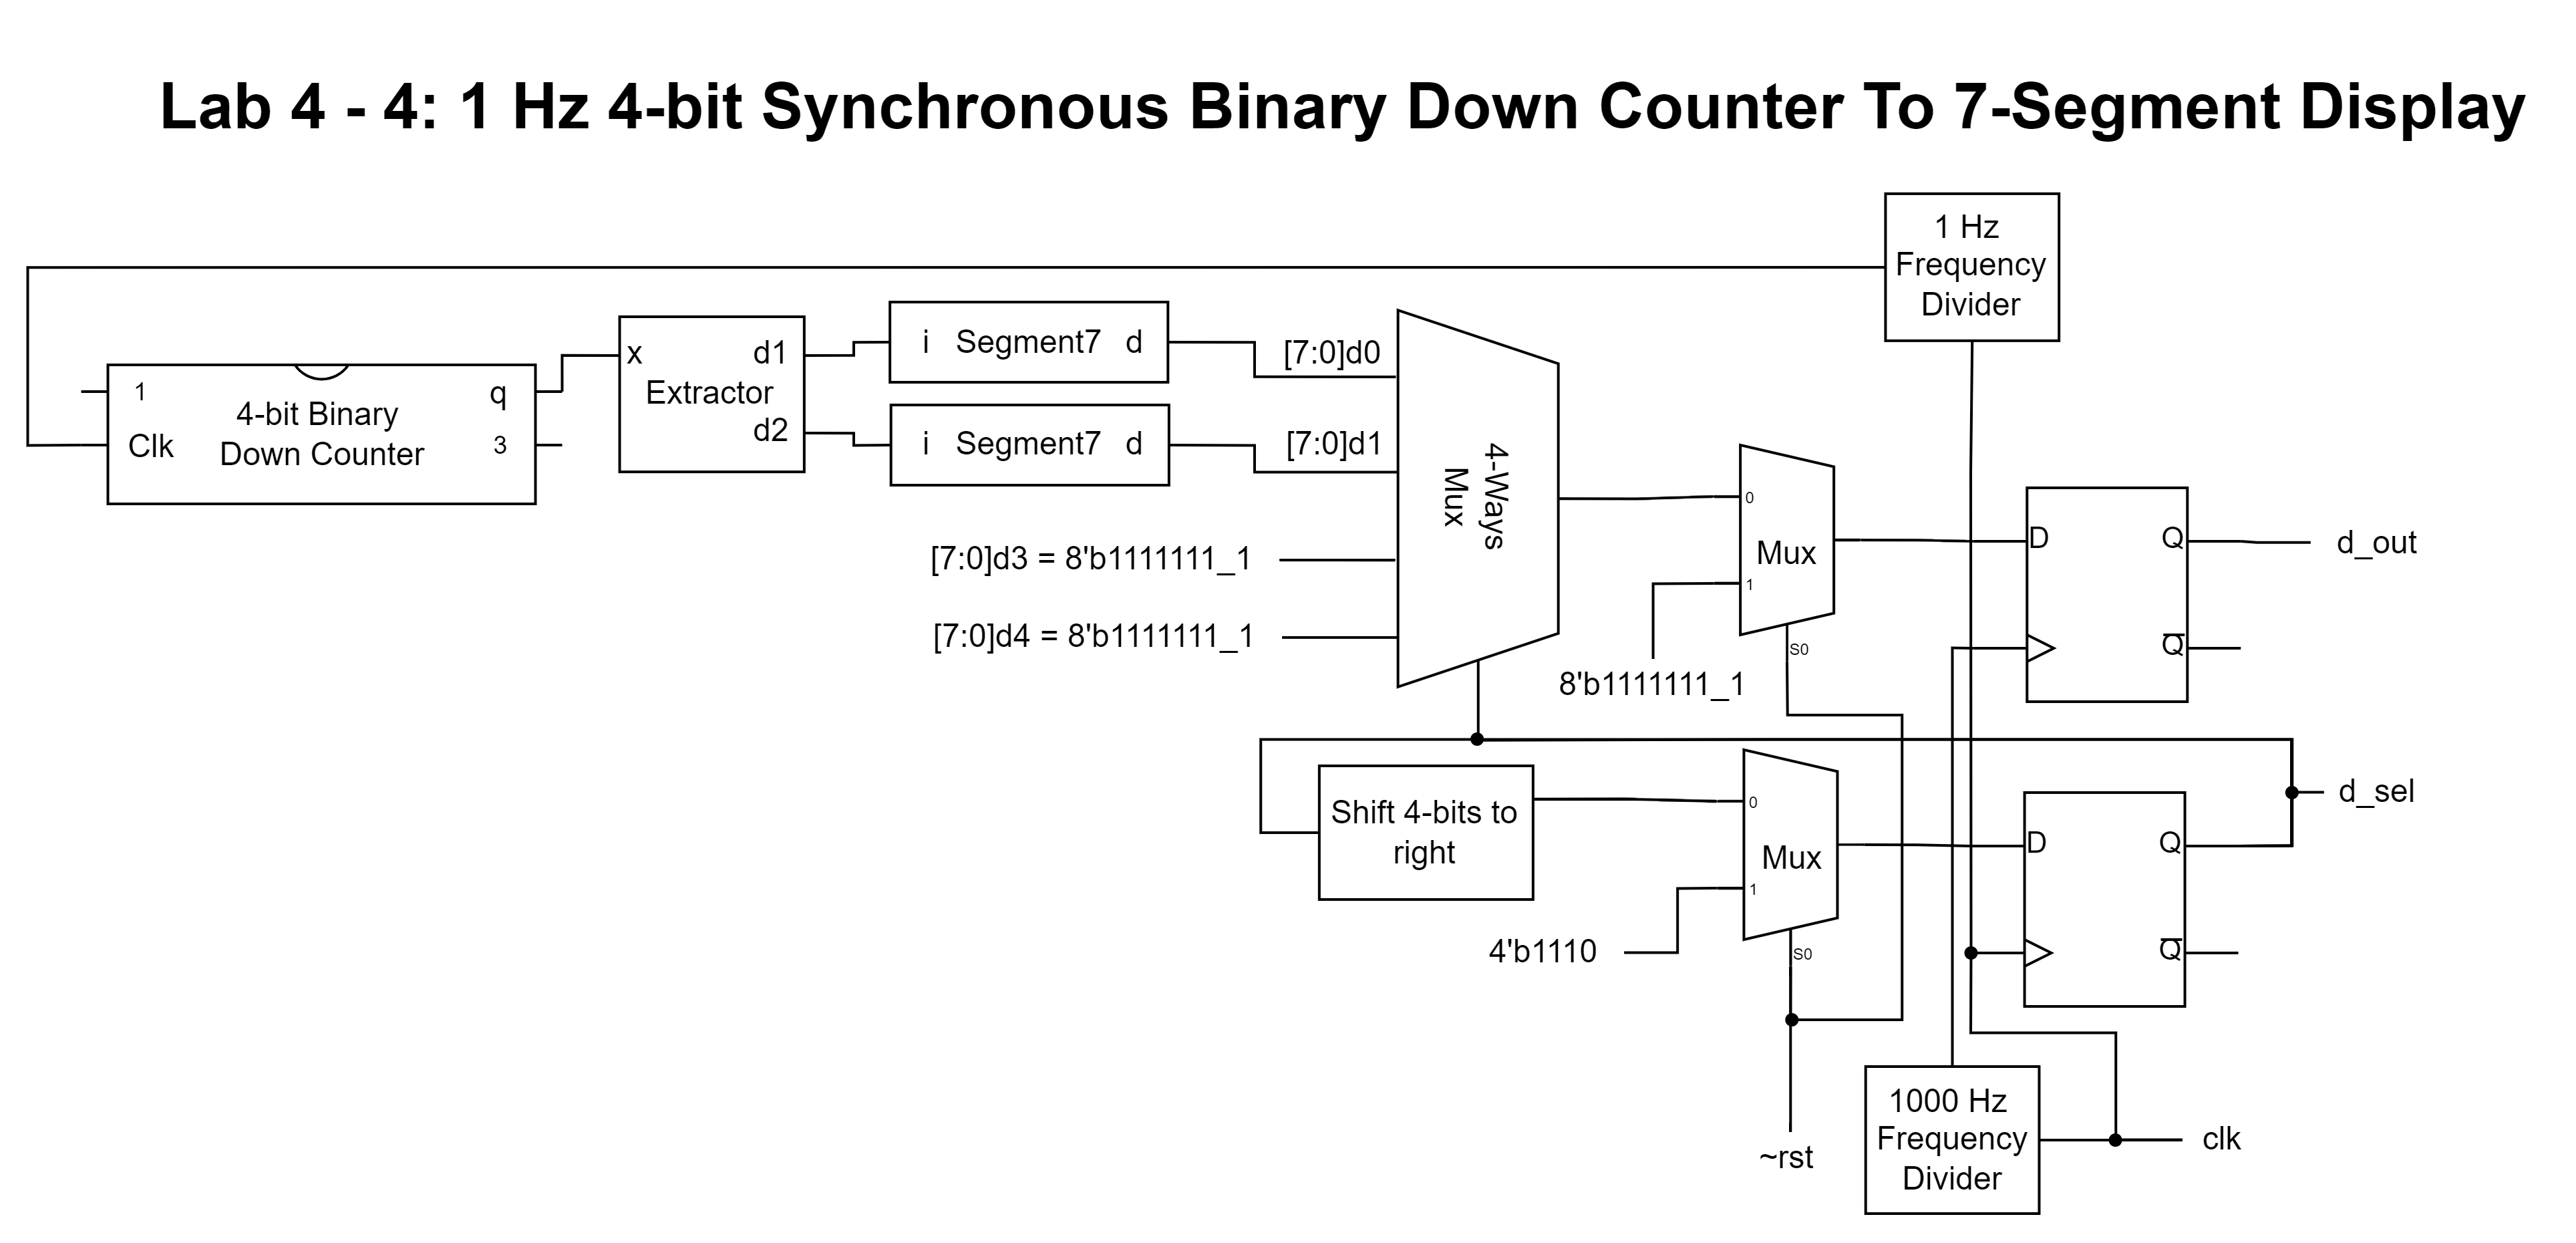 Lab 4 - 4: 1 Hz 4-bit Synchronous Binary Down Counter To 7-Segment Display
1 Hz
Frequency
Divider
1
Clk
4-bit Binary
Down Counter
q
3
x
Extractor
d1
d2
i Segment7 d
i Segment7 d
[7:0]d0
[7:0]d1
[7:0]d3 = 8'b1111111_1
[7:0]d4 = 8'b1111111_1
4-Ways
Mux
0
Mux
1
S0
8'b1111111_1
D
Q
Q
d_out
Shift 4-bits to
right
0
Mux
1
S0
4'b1110
~rst
D
Q
Q
d_sel
1000 Hz
Frequency
Divider
clk